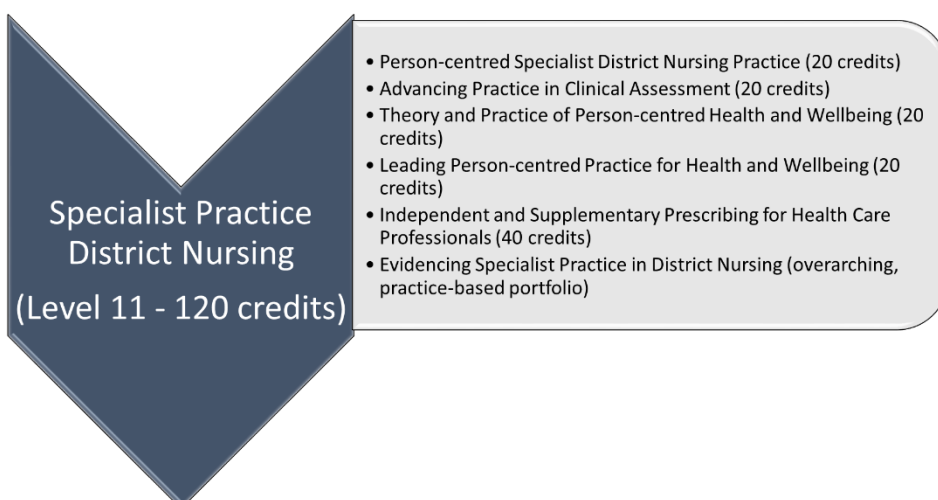 Specialist Practice
District Nursing
(Level 11 - 120 credits)
• Person-centred Specialist District Nursing Practice (20 credits)
• Advancing Practice in Clinical Assessment (20 credits)
• Theory and Practice of Person-centred Health and Wellbeing (20
credits)
• Leading Person-centred Practice for Health and Wellbeing (20
credits)
• Independent and Supplementary Prescribing for Health Care
Professionals (40 credits)
• Evidencing Specialist Practice in District Nursing (overarching,
practice-based portfolio)